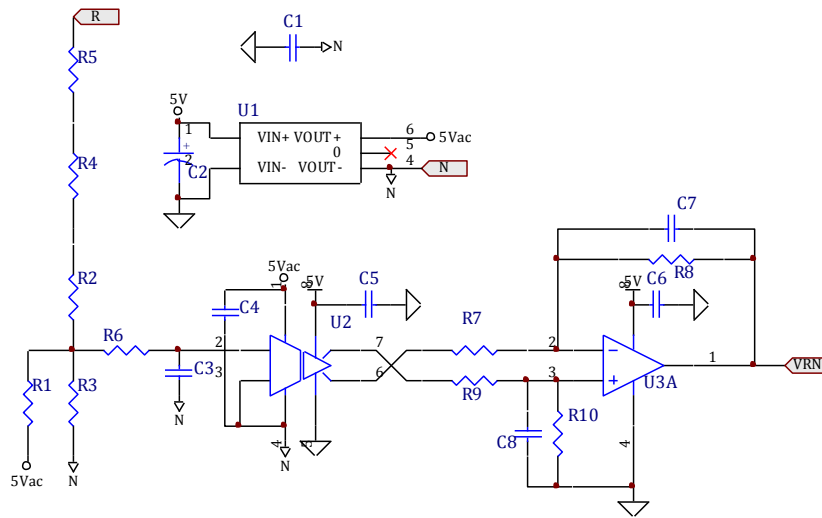 R
C1
N
R5
5V
U1
1
VIN+ VOUT+
6
5Vac
+
0
5
R4
2
VIN- VOUT-
4
N
C2
N
C7
R8
5Vac
5V
5V
R2
1
8
C5
8
C6
C4
U2
R6
R7
2
7
2
1
VRN
C3
3
6
3
−
+
U3A
R1
R3
R9
R10
C8
N
4
5
4
5Vac
N
N